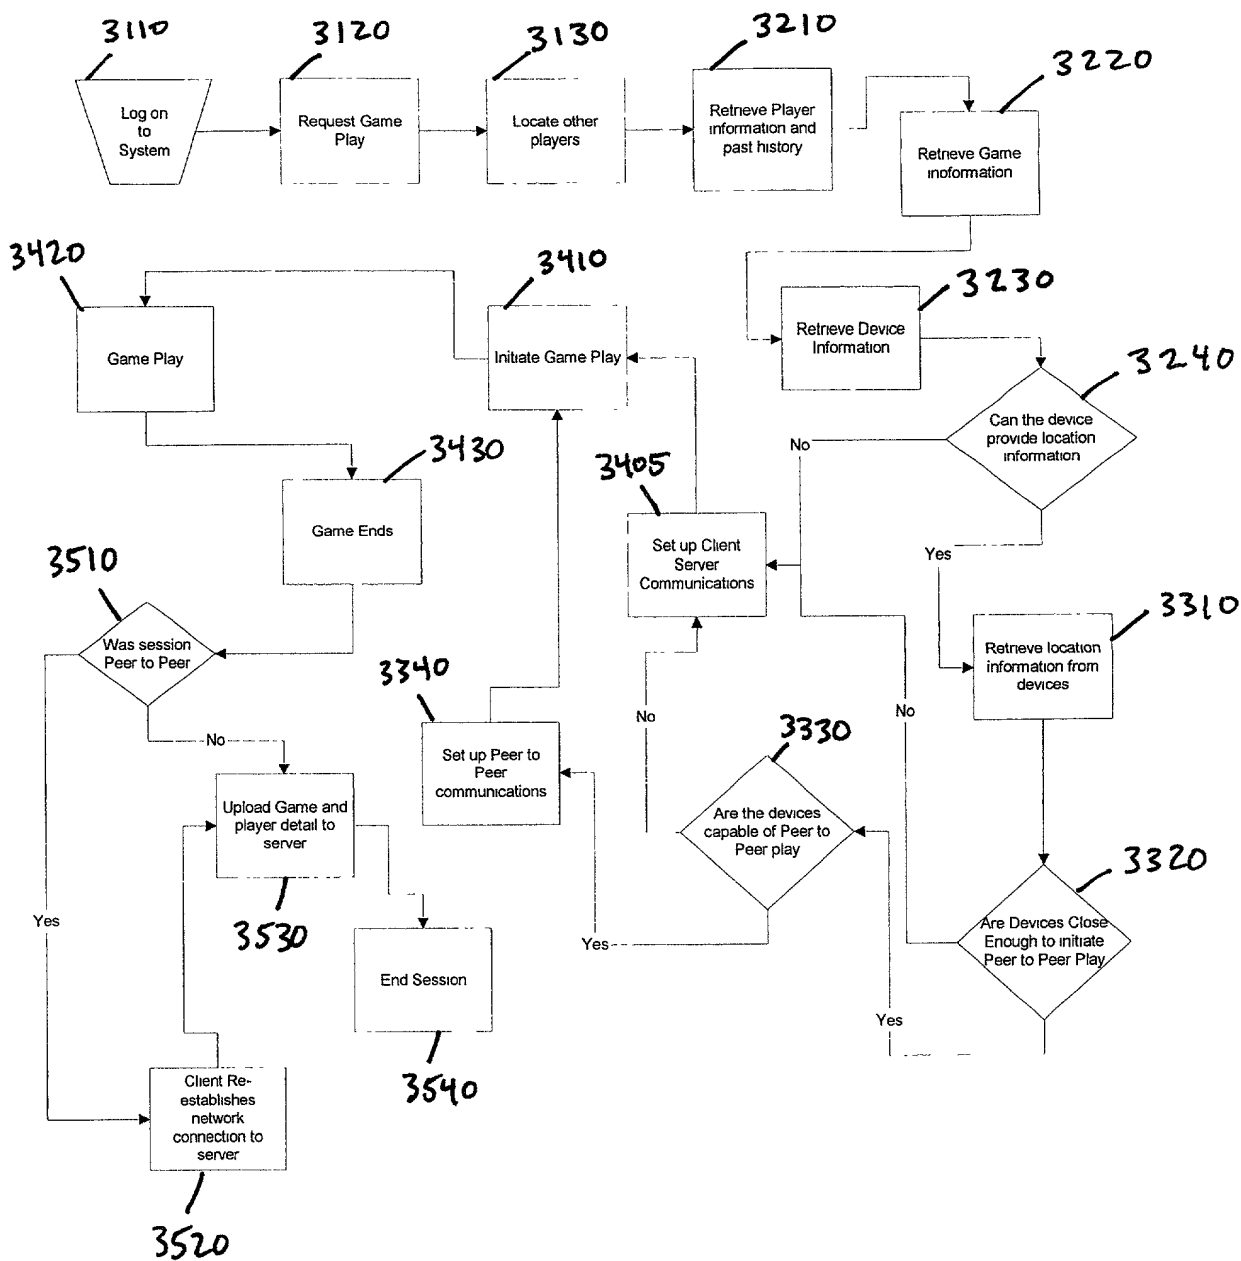 3110
3120
3130
3210
3220
Log on
to
System
Request Game
Play
Locate other
players
Retrieve Player
information and
past history
Retrieve Game
inoformation
3420
3410
3230
3240
Game Play
Initiate Game Play
Retrieve Device
Information
Can the device
provide location
information
No
Yes
3430
3405
Game Ends
Set up Client
Server
Communications
3510
3310
Was session
Peer to Peer
Retrieve location
information from
devices
No
3340
No
No
3330
Set up Peer to
Peer
communications
Upload Game and
player detail to
server
Are the devices
capable of Peer to
Peer play
3320
Yes
3530
Yes
Are Devices Close
Enough to initiate
Peer to Peer Play
End Session
Yes
3540
Client Re-
establishes
network
connection to
server
3520